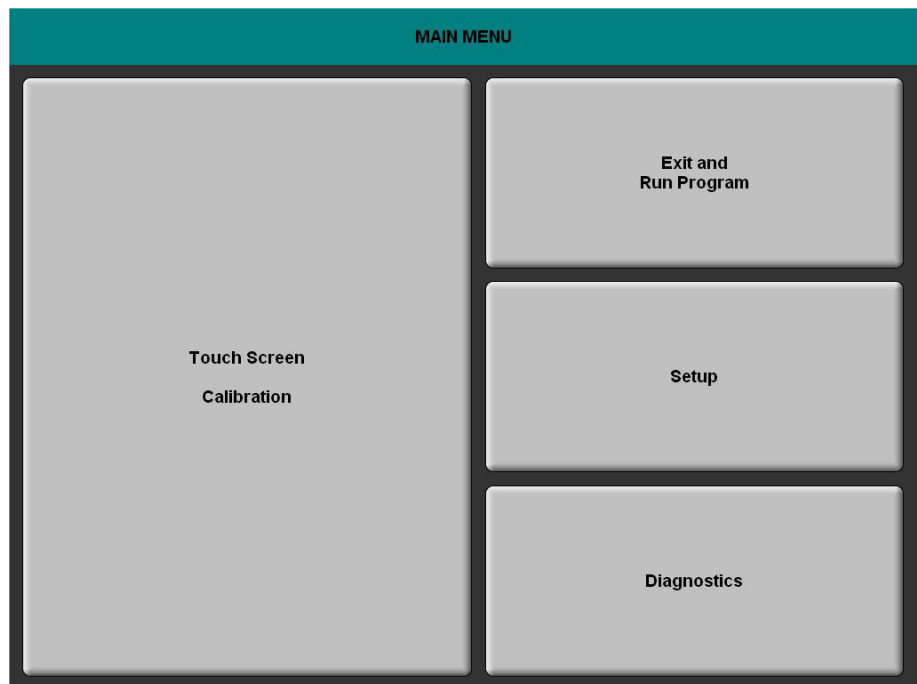 MAIN MENU
Touch Screen
Calibration
Exit and
Run Program
Setup
Diagnostics